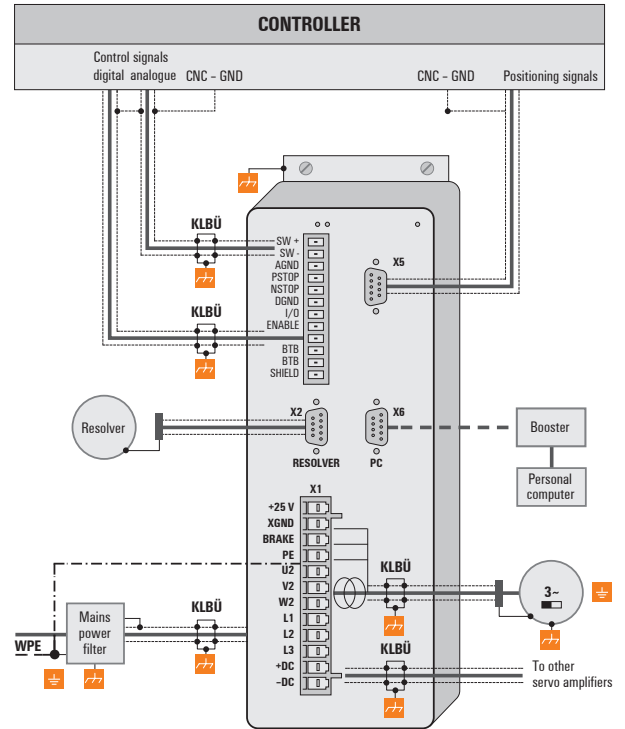 CONTROLLER
Control signals
digital analogue CNC – GND
CNC – GND
Positioning signals
KLBÜ
SW +
SW -
AGND
PSTOP
NSTOP
DGND
I/O
ENABLE
BTB
BTB
SHIELD
X5
KLBÜ
Resolver
X2
RESOLVER
X6
PC
Booster
Personal
computer
X1
+25 V
XGND
BRAKE
PE
U2
V2
W2
L1
L2
L3
+DC
–DC
KLBÜ
3~
Mains
power
filter
WPE
KLBÜ
KLBÜ
To other
servo amplifiers